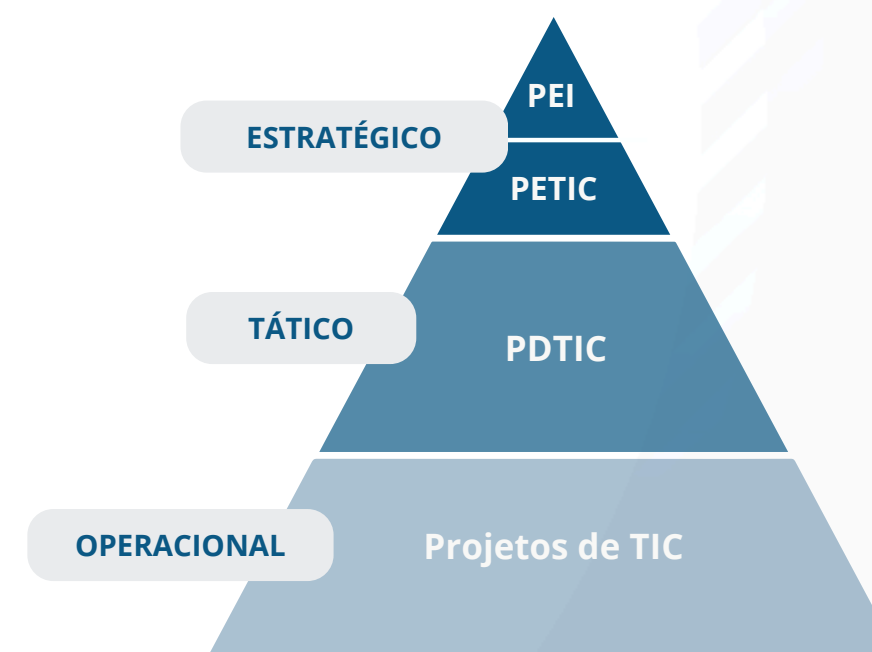 PEI
ESTRATÉGICO
PETIC
TÁTICO
PDTIC
OPERACIONAL
Projetos de TIC